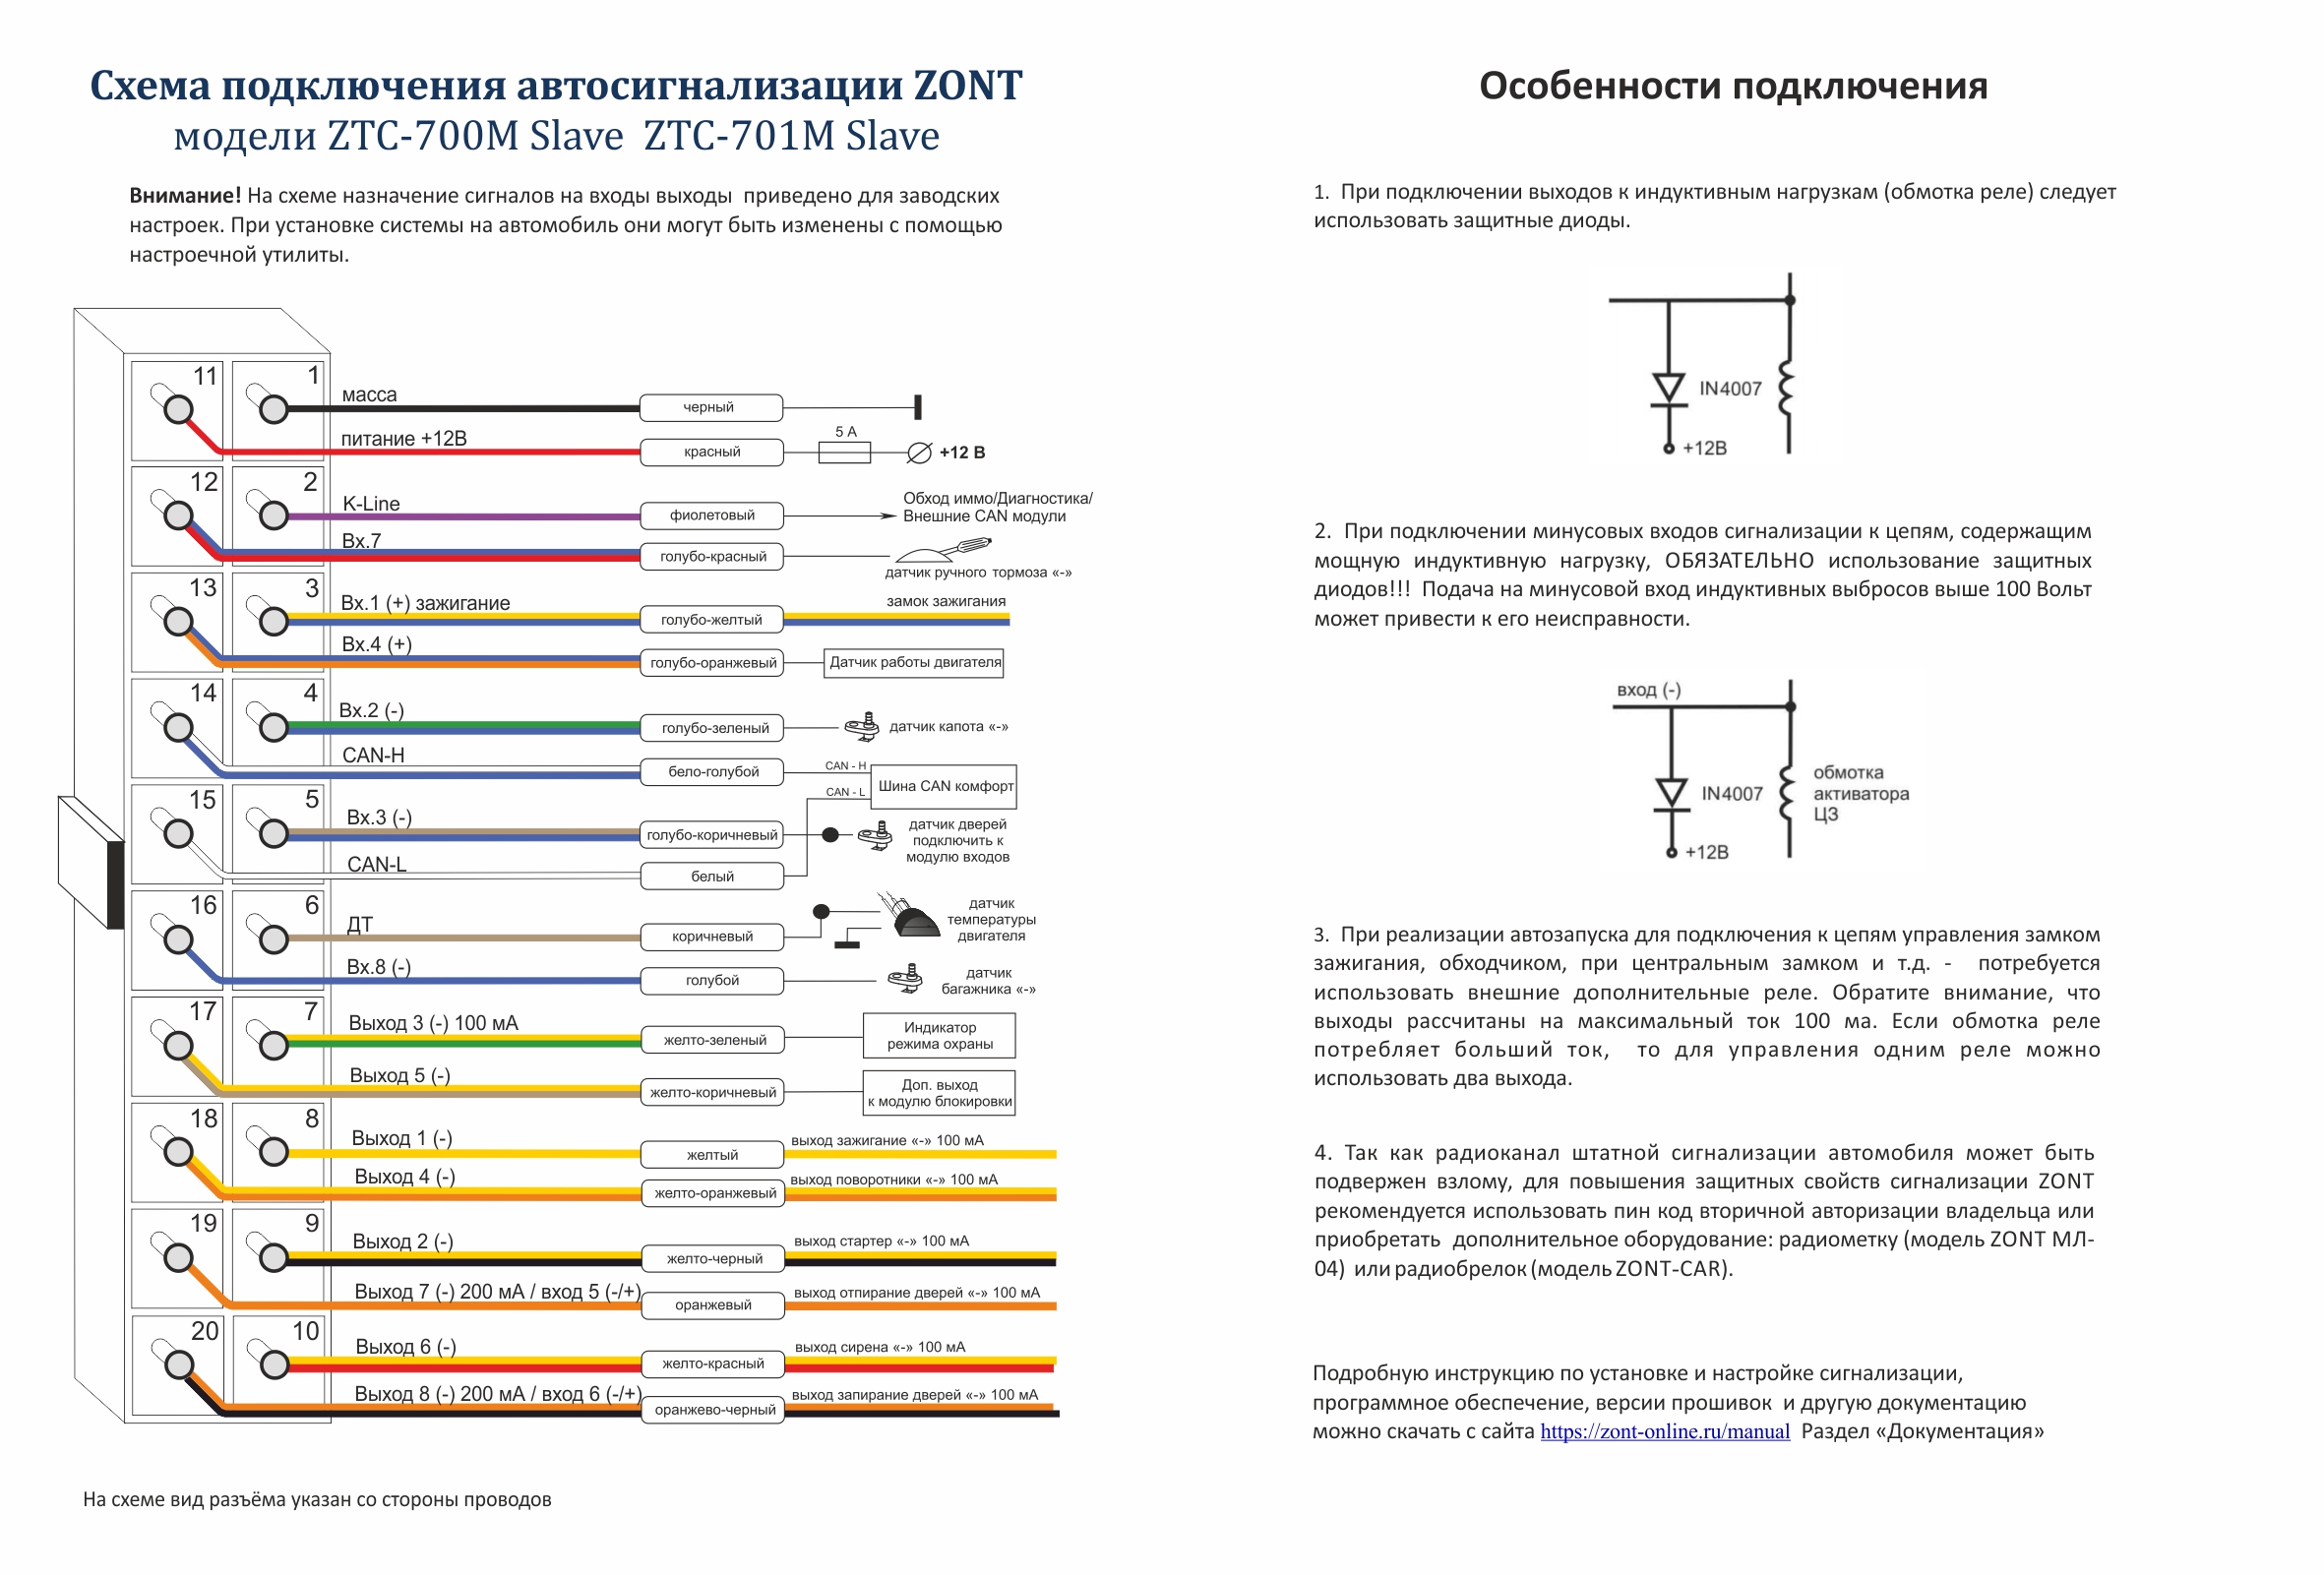 Схема подключения автосигнализации ZONT
модели ZTC-700M Slave ZTC-701M Slave
Внимание! На схеме назначение сигналов на входы выходы приведено для заводских
настроек. При установке системы на автомобиль они могут быть изменены с помощью
настроечной утилиты.
11
1
масса
черный
питание +12В
красный
5 А
+12 В
12
2
K-Line
фиолетовый
Обход иммо/Диагностика/
Внешние CAN модули
Вх.7
голубо-красный
датчик ручного тормоза «-»
13
3
Вх.1 (+) зажигание
голубо-желтый
замок зажигания
Вх.4 (+)
голубо-оранжевый
Датчик работы двигателя
14
4
Вх.2 (-)
голубо-зеленый
датчик капота «-»
CAN-H
бело-голубой
CAN - H
CAN - L
Шина CAN комфорт
15
5
Вх.3 (-)
голубо-коричневый
датчик дверей
подключить к
модулю входов
CAN-L
белый
16
6
ДТ
коричневый
датчик
температуры
двигателя
Вх.8 (-)
голубой
датчик
багажника «-»
17
7
Выход 3 (-) 100 мА
желто-зеленый
Индикатор
режима охраны
Выход 5 (-)
желто-коричневый
Доп. выход
к модулю блокировки
18
8
Выход 1 (-)
желтый
выход зажигание «-» 100 мА
Выход 4 (-)
желто-оранжевый
выход поворотники «-» 100 мА
19
9
Выход 2 (-)
желто-черный
выход стартер «-» 100 мА
Выход 7 (-) 200 мА / вход 5 (-/+)
оранжевый
выход отпирание дверей «-» 100 мА
20
10
Выход 6 (-)
желто-красный
выход сирена «-» 100 мА
Выход 8 (-) 200 мА / вход 6 (-/+)
оранжево-черный
выход запирание дверей «-» 100 мА
На схеме вид разъёма указан со стороны проводов
Особенности подключения
1. При подключении выходов к индуктивным нагрузкам (обмотка реле) следует
использовать защитные диоды.
IN4007
+12В
2. При подключении минусовых входов сигнализации к цепям, содержащим
мощную индуктивную нагрузку, ОБЯЗАТЕЛЬНО использование защитных
диодов!!! Подача на минусовой вход индуктивных выбросов выше 100 Вольт
может привести к его неисправности.
вход (-)
IN4007
обмотка
активатора
ЦЗ
+12В
3. При реализации автозапуска для подключения к цепям управления замком
зажигания, обходчиком, при центральным замком и т.д. - потребуется
использовать внешние дополнительные реле. Обратите внимание, что
выходы рассчитаны на максимальный ток 100 ма. Если обмотка реле
потребляет больший ток, то для управления одним реле можно
использовать два выхода.
4. Так как радиоканал штатной сигнализации автомобиля может быть
подвержен взлому, для повышения защитных свойств сигнализации ZONT
рекомендуется использовать пин код вторичной авторизации владельца или
приобретать дополнительное оборудование: радиометку (модель ZONT МЛ-
04) или радиобрелок (модель ZONT-CAR).
Подробную инструкцию по установке и настройке сигнализации,
программное обеспечение, версии прошивок и другую документацию
можно скачать с сайта https://zont-online.ru/manual Раздел «Документация»